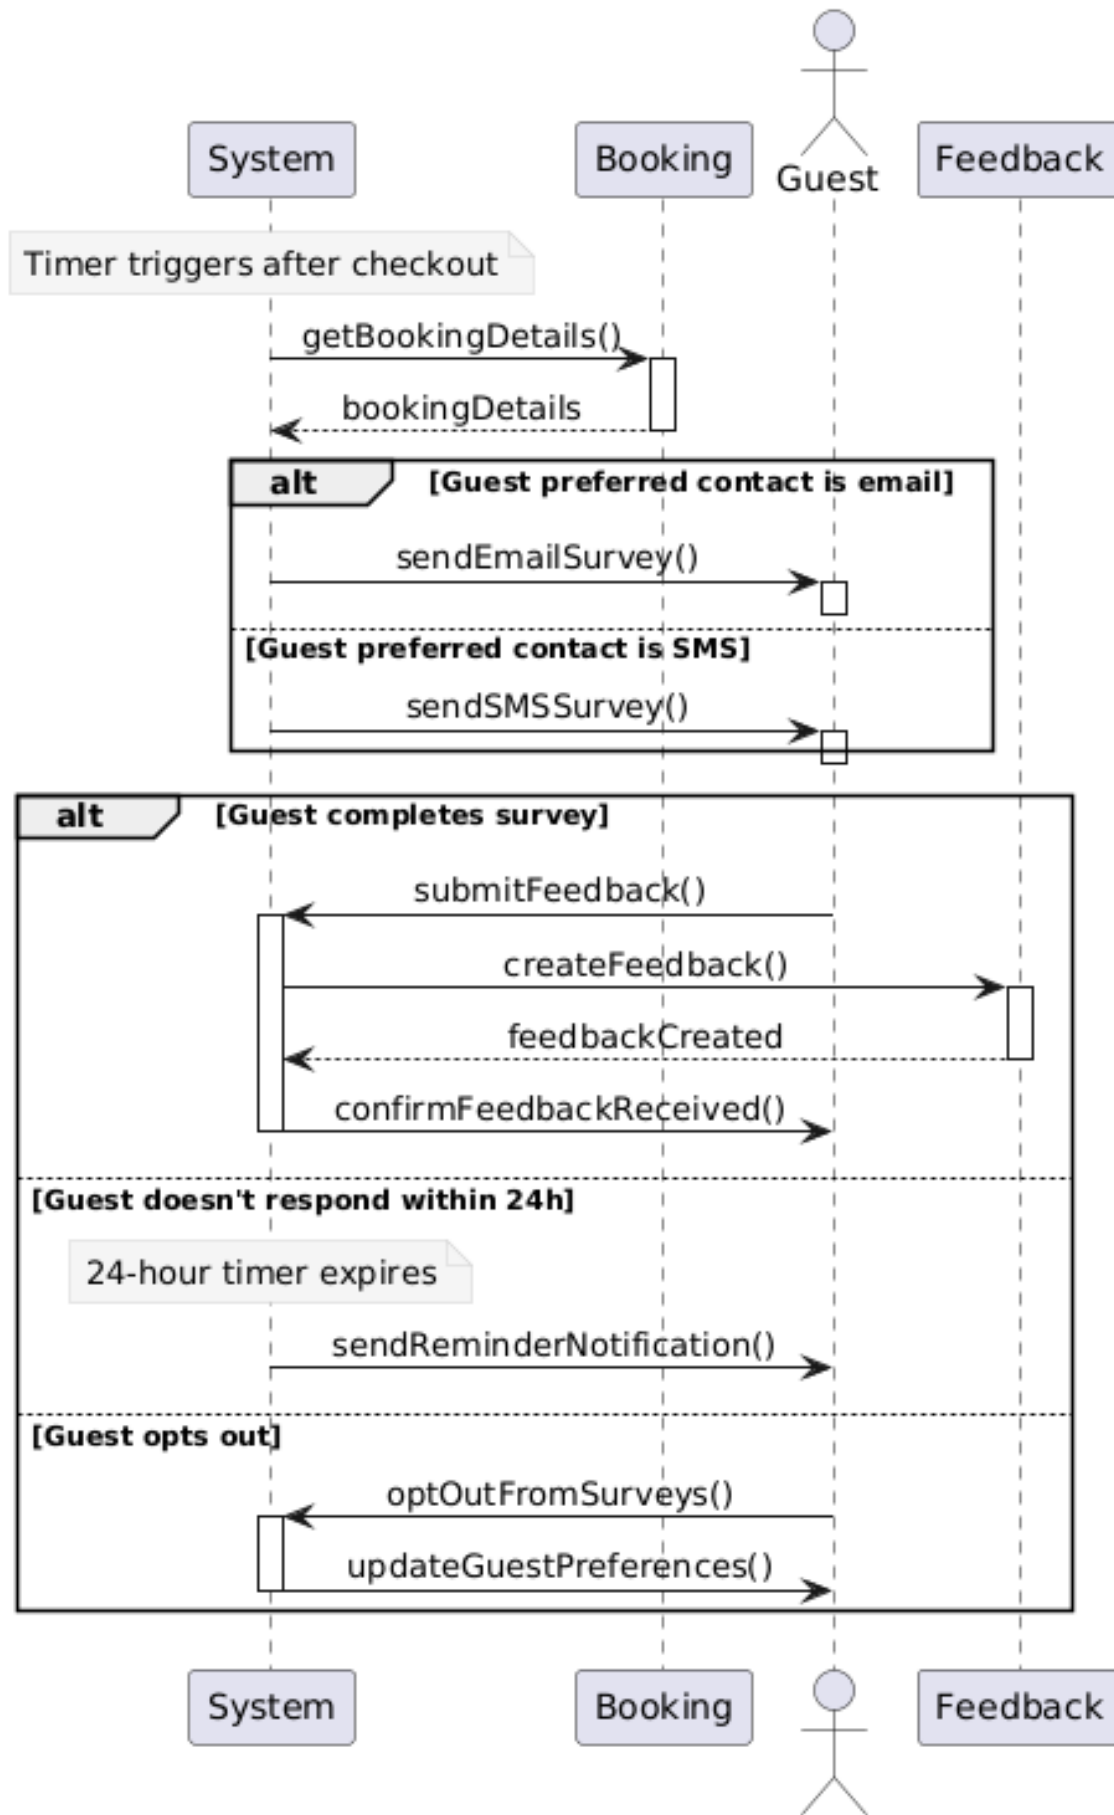 System
Booking
Guest
Feedback
Timer triggers after checkout
getBookingDetails()
bookingDetails
alt
[Guest preferred contact is email]
sendEmailSurvey()
[Guest preferred contact is SMS]
sendSMSSurvey()
alt
[Guest completes survey]
submitFeedback()
createFeedback()
feedbackCreated
confirmFeedbackReceived()
[Guest doesn't respond within 24h]
24-hour timer expires
sendReminderNotification()
[Guest opts out]
optOutFromSurveys()
updateGuestPreferences()
System
Booking
Feedback